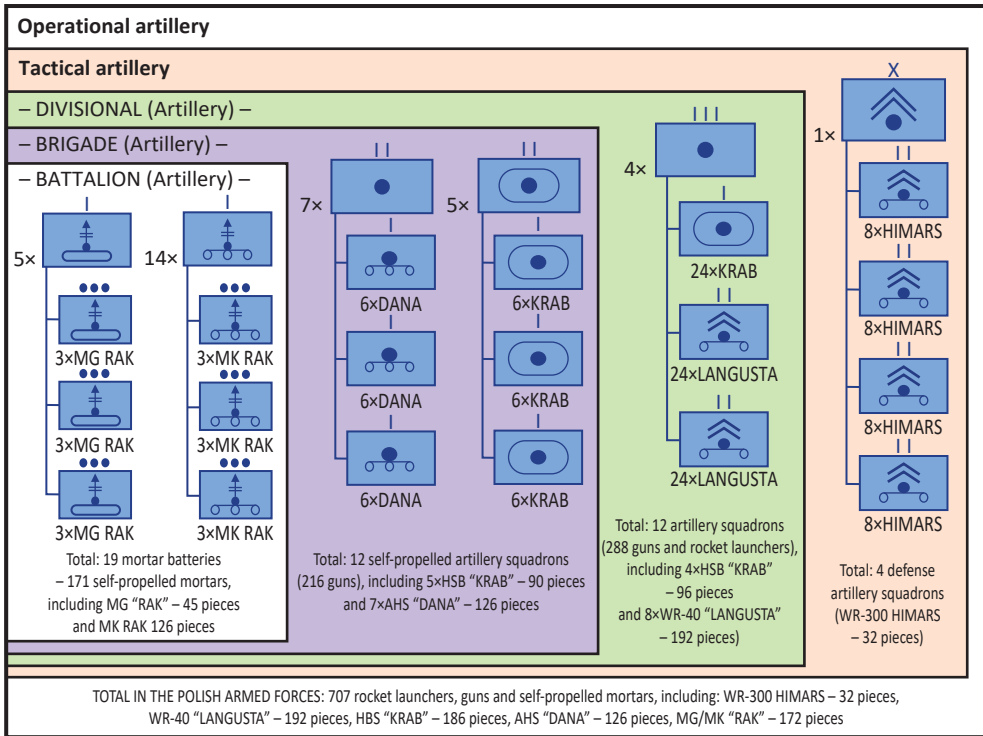 Operational artillery
Tactical artillery
– DIVISIONAL (Artillery) –
– BRIGADE (Artillery) –
– BATTALION (Artillery) –
I
5×
•••
3×MG RAK
•••
3×MG RAK
•••
3×MG RAK
I
14×
•••
3×MK RAK
•••
3×MK RAK
•••
3×MK RAK
Total: 19 mortar batteries
– 171 self-propelled mortars,
including MG “RAK” – 45 pieces
and MK RAK 126 pieces
I I
7×
I
6×DANA
I
6×DANA
I
6×DANA
I I
5×
I
6×KRAB
I
6×KRAB
I
6×KRAB
Total: 12 self-propelled artillery squadrons
(216 guns), including 5×HSB “KRAB” – 90 pieces
and 7×AHS “DANA” – 126 pieces
I I I
4×
I I
24×KRAB
I I
24×LANGUSTA
I I
24×LANGUSTA
Total: 12 artillery squadrons
(288 guns and rocket launchers),
including 4×HSB “KRAB”
– 96 pieces
and 8×WR-40 “LANGUSTA”
– 192 pieces)
X
1×
I I
8×HIMARS
I I
8×HIMARS
I I
8×HIMARS
I I
8×HIMARS
Total: 4 defense
artillery squadrons
(WR-300 HIMARS
– 32 pieces)
TOTAL IN THE POLISH ARMED FORCES: 707 rocket launchers, guns and self-propelled mortars, including: WR-300 HIMARS – 32 pieces,
WR-40 “LANGUSTA” – 192 pieces, HBS “KRAB” – 186 pieces, AHS “DANA” – 126 pieces, MG/MK “RAK” – 172 pieces